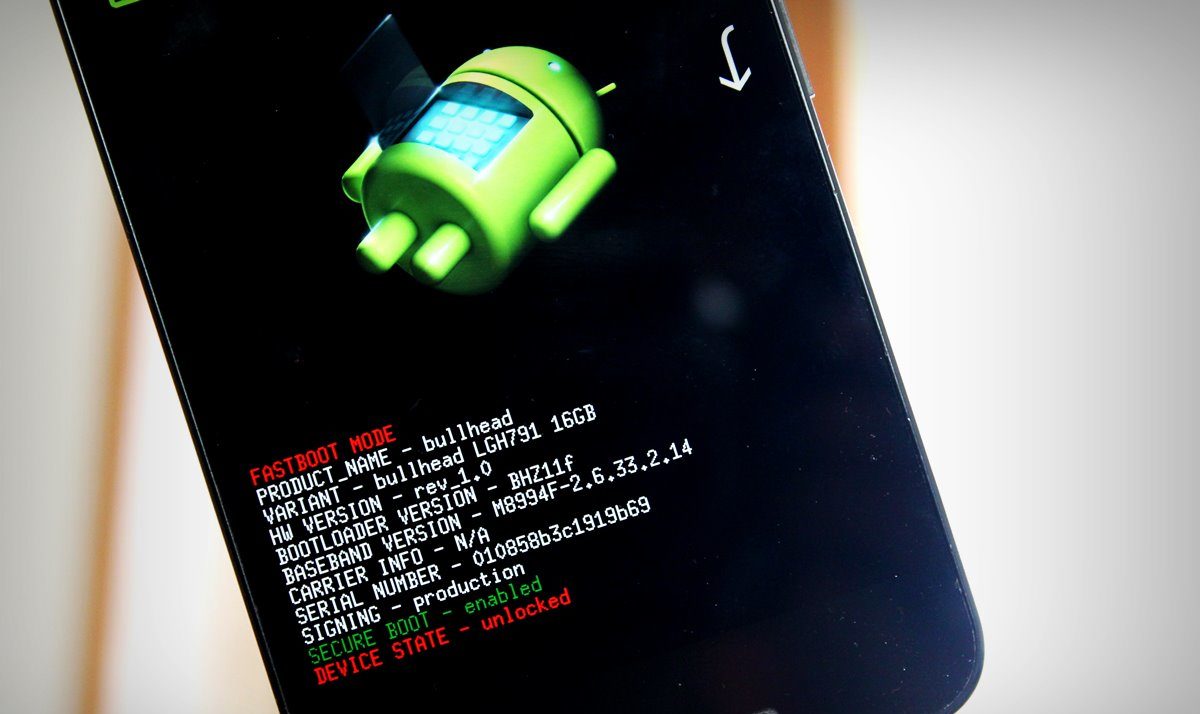 FASTBOOT MODE
PRODUCT_NAME - bullhead
VARIANT - bullhead LGH791 16GB
HW VERSION - rev_1.0
BOOTLOADER VERSION - BHZ11f
BASEBAND VERSION - M8994F-2.6.33.2.14
CARRIER INFO - N/A
SERIAL NUMBER - 010858b3c1919b69
SIGNING - production
SECURE BOOT - enabled
DEVICE STATE - unlocked